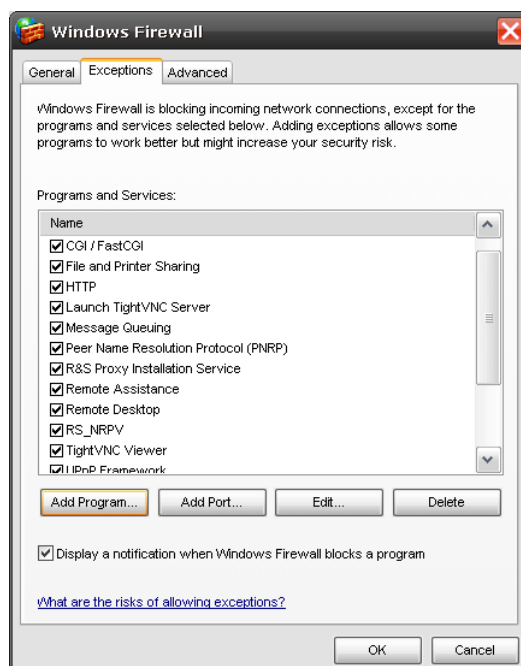 Windows Firewall
General Exceptions Advanced
Windows Firewall is blocking incoming network connections, except for the
programs and services selected below. Adding exceptions allows some
programs to work better but might increase your security risk.
Programs and Services:
Name
CGI / FastCGI
File and Printer Sharing
HTTP
Launch TightVNC Server
Message Queuing
Peer Name Resolution Protocol (PNRP)
R&S Proxy Installation Service
Remote Assistance
Remote Desktop
RS_NRPV
TightVNC Viewer
UPnP Framework
Add Program... Add Port... Edit... Delete
Display a notification when Windows Firewall blocks a program
What are the risks of allowing exceptions?
OK Cancel